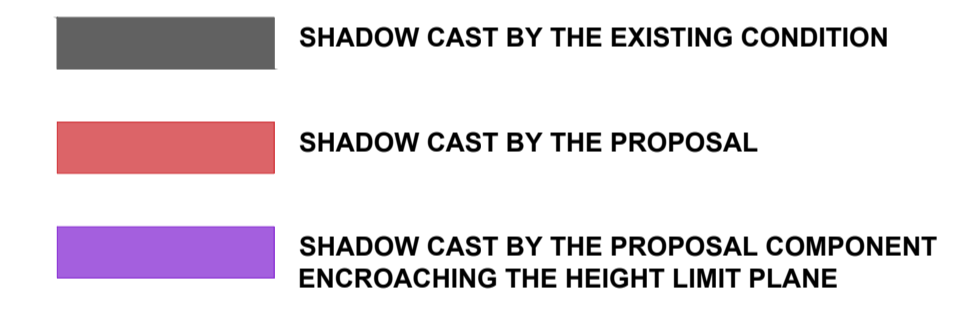 SHADOW CAST BY THE EXISTING CONDITION
SHADOW CAST BY THE PROPOSAL
SHADOW CAST BY THE PROPOSAL COMPONENT
ENCROACHING THE HEIGHT LIMIT PLANE